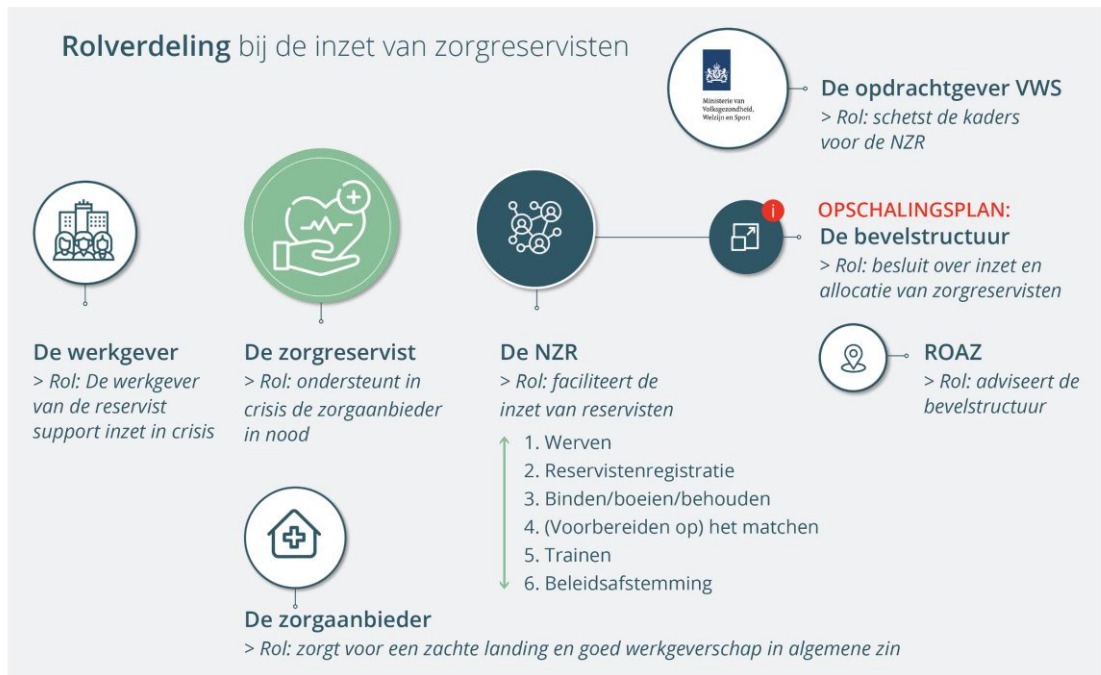 Rolverdeling bij de inzet van zorgreservisten
Ministerie van
Volksgezondheid,
Welzijn en Sport
De opdrachtgever VWS
> Rol: schetst de kaders
voor de NZR
i
OPSCHALINGSPLAN:
De bevelstructuur
> Rol: besluit over inzet en
allocatie van zorgreservisten
De werkgever
> Rol: De werkgever
van de reservist
support inzet in crisis
De zorgreservist
> Rol: ondersteunt in
crisis de zorgaanbieder
in nood
De NZR
> Rol: faciliteert de
inzet van reservisten
1. Werven
2. Reservistenregistratie
3. Binden/boeien/behouden
4. (Voorbereiden op) het matchen
5. Trainen
6. Beleidsafstemming
ROAZ
> Rol: adviseert de
bevelstructuur
De zorgaanbieder
> Rol: zorgt voor een zachte landing en goed werkgeverschap in algemene zin